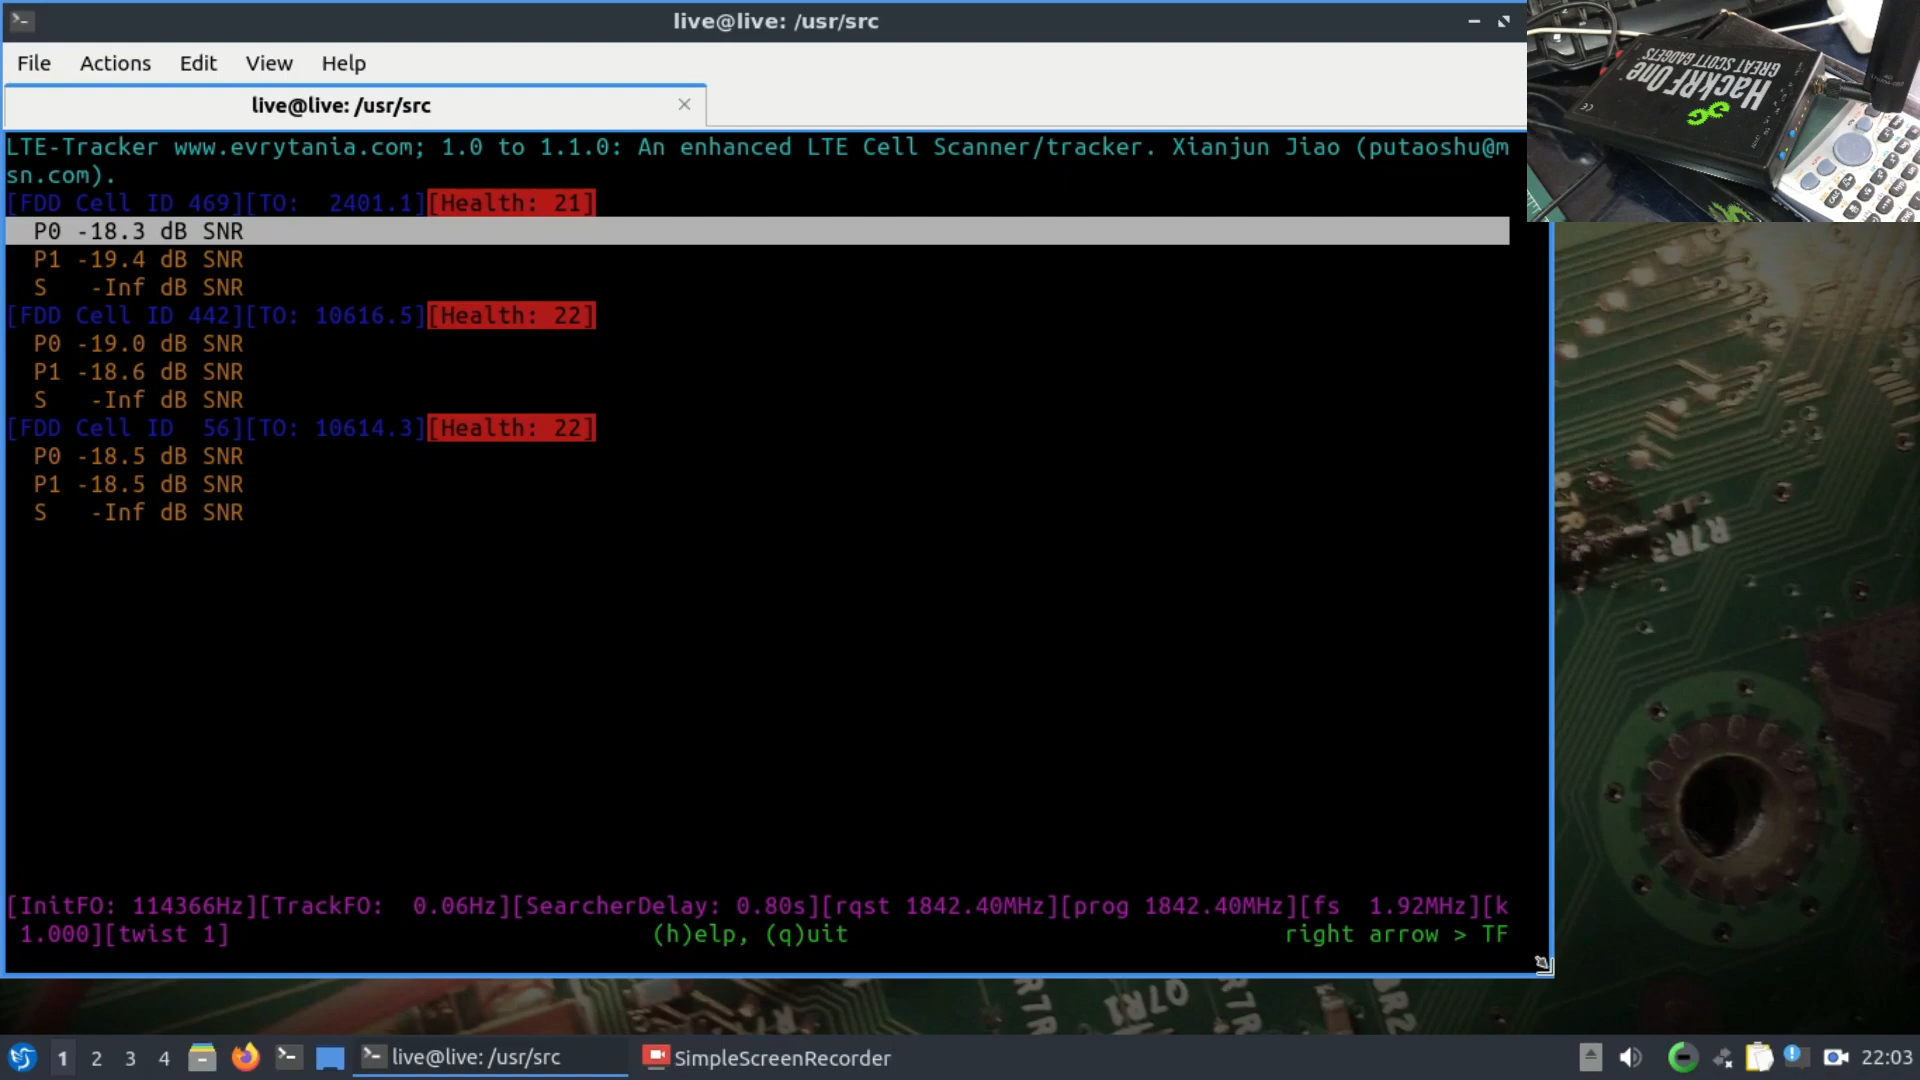 live@live: /usr/src
File Actions Edit View Help
live@live: /usr/src
LTE-Tracker www.evrytania.com; 1.0 to 1.1.0: An enhanced LTE Cell Scanner/tracker. Xianjun Jiao (putaoshu@m
sn.com).
[FDD Cell ID 469][TO:  2401.1][Health: 21]
P0 -18.3 dB SNR
P1 -19.4 dB SNR
S   -Inf dB SNR
[FDD Cell ID 442][TO: 10616.5][Health: 22]
P0 -19.0 dB SNR
P1 -18.6 dB SNR
S   -Inf dB SNR
[FDD Cell ID  56][TO: 10614.3][Health: 22]
P0 -18.5 dB SNR
P1 -18.5 dB SNR
S   -Inf dB SNR
[InitFO: 114366Hz][TrackFO:  0.06Hz][SearcherDelay: 0.80s][rqst 1842.40MHz][prog 1842.40MHz][fs  1.92MHz][k
1.000][twist 1]
(h)elp, (q)uit
right arrow > TF
HackRF One
GREAT SCOTT GADGETS
R7R
R7R
Q7R1
R7R
R2
1 2 3 4
live@live: /usr/src
SimpleScreenRecorder
22:03